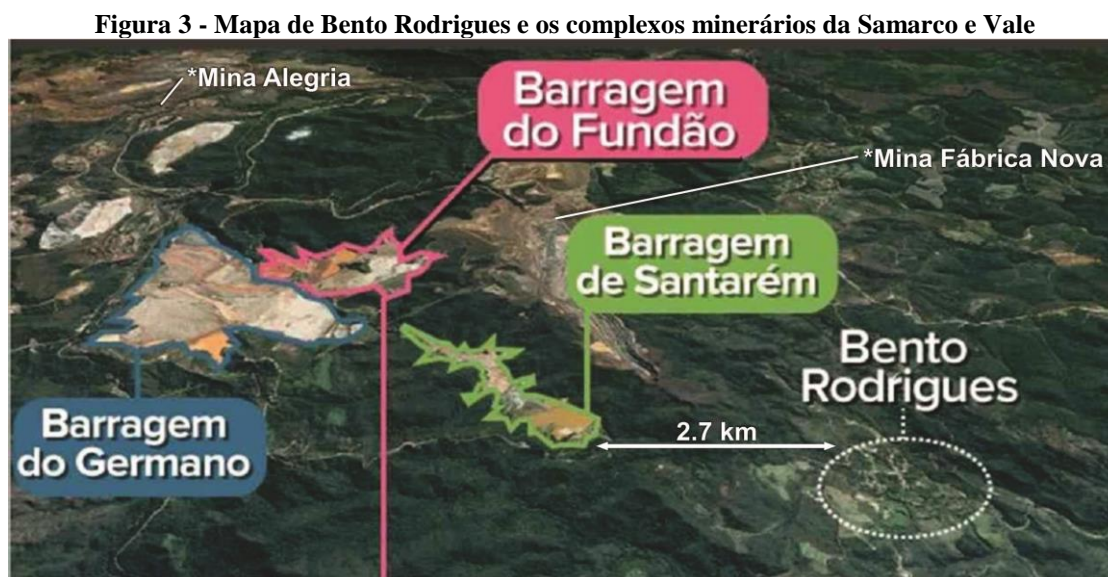 Figura 3 - Mapa de Bento Rodrigues e os complexos minerários da Samarco e Vale
*Mina Alegria
Barragem
do Fundão
*Mina Fábrica Nova
Barragem
de Santarém
Bento
Rodrigues
Barragem
do Germano
2.7 km